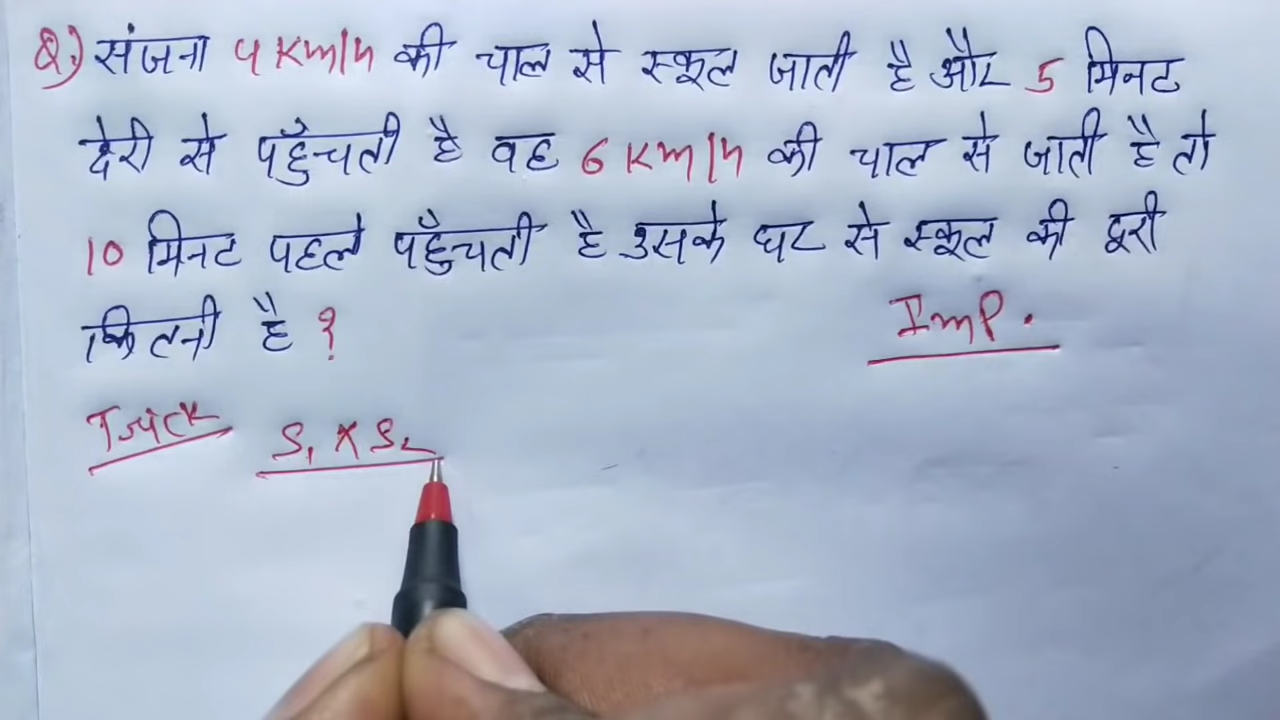 Q.) संजना 4 Km/h की चाल से स्कूल जाती है और 5 मिनट
देरी से पहुँचती है वह 6 Km/h की चाल से जाती है तो
10 मिनट पहले पहुँचती है उसके घर से स्कूल की दूरी
कितनी है ?
Imp.
Trick S₁ × S₂